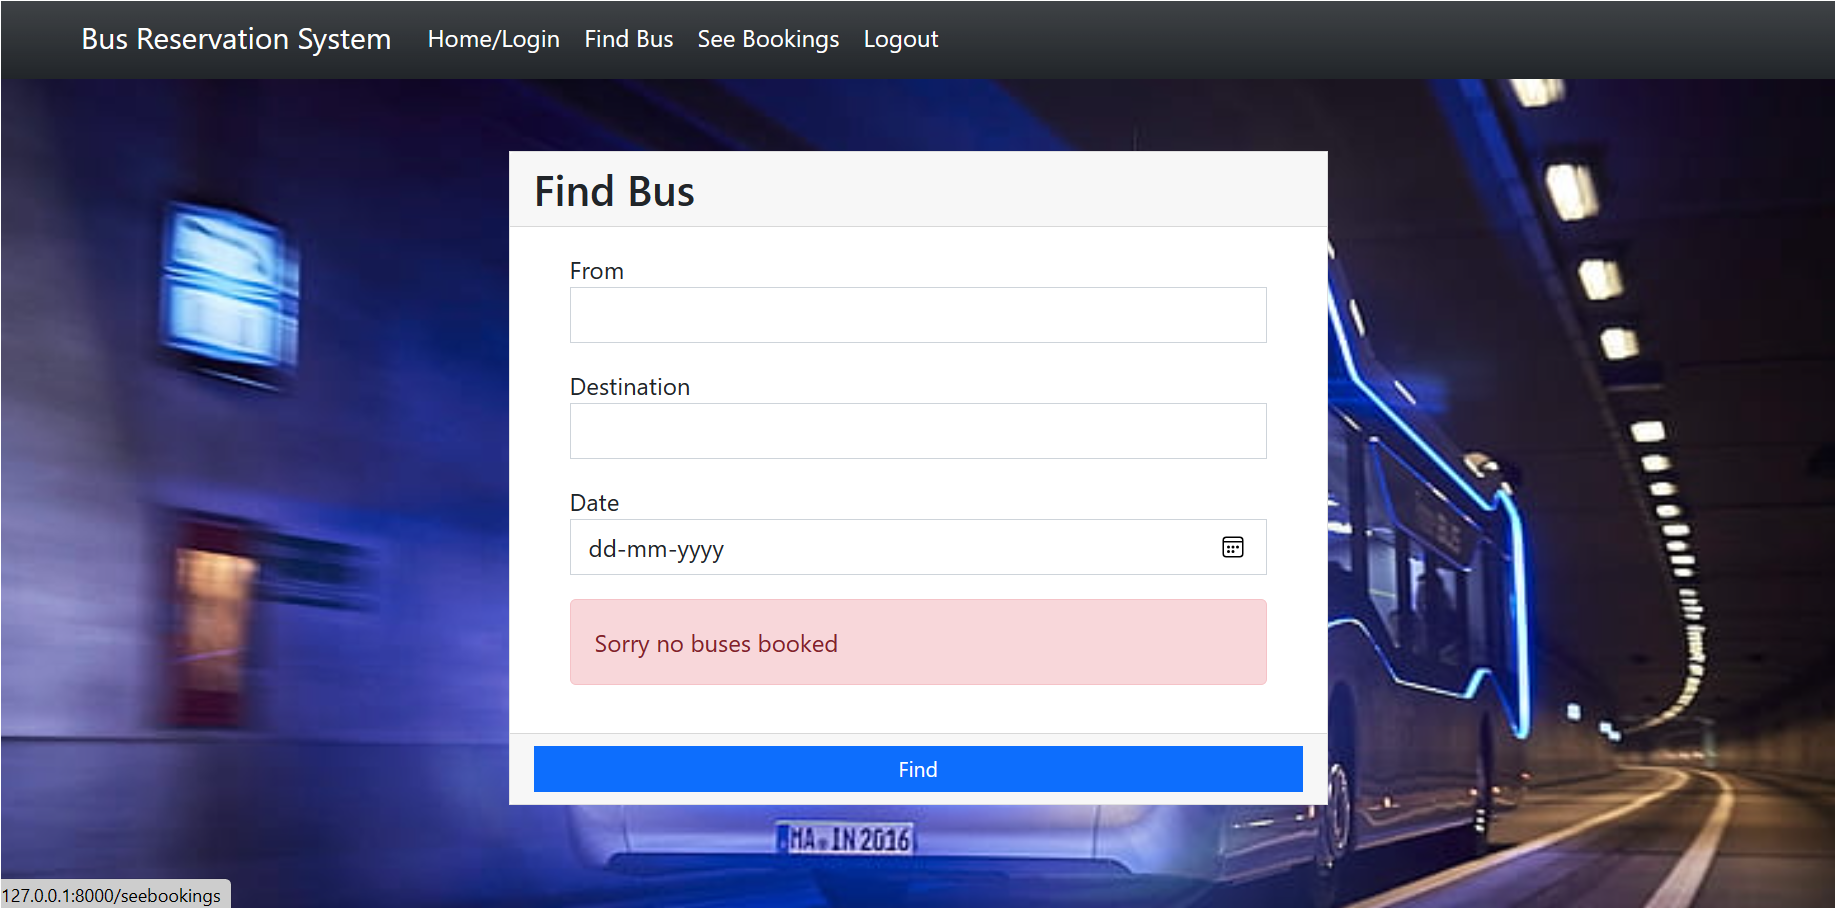 Bus Reservation System Home/Login Find Bus See Bookings Logout
Find Bus
From
Destination
Date
dd-mm-yyyy
Sorry no buses booked
Find
MA IN 2016
127.0.0.1:8000/seebookings